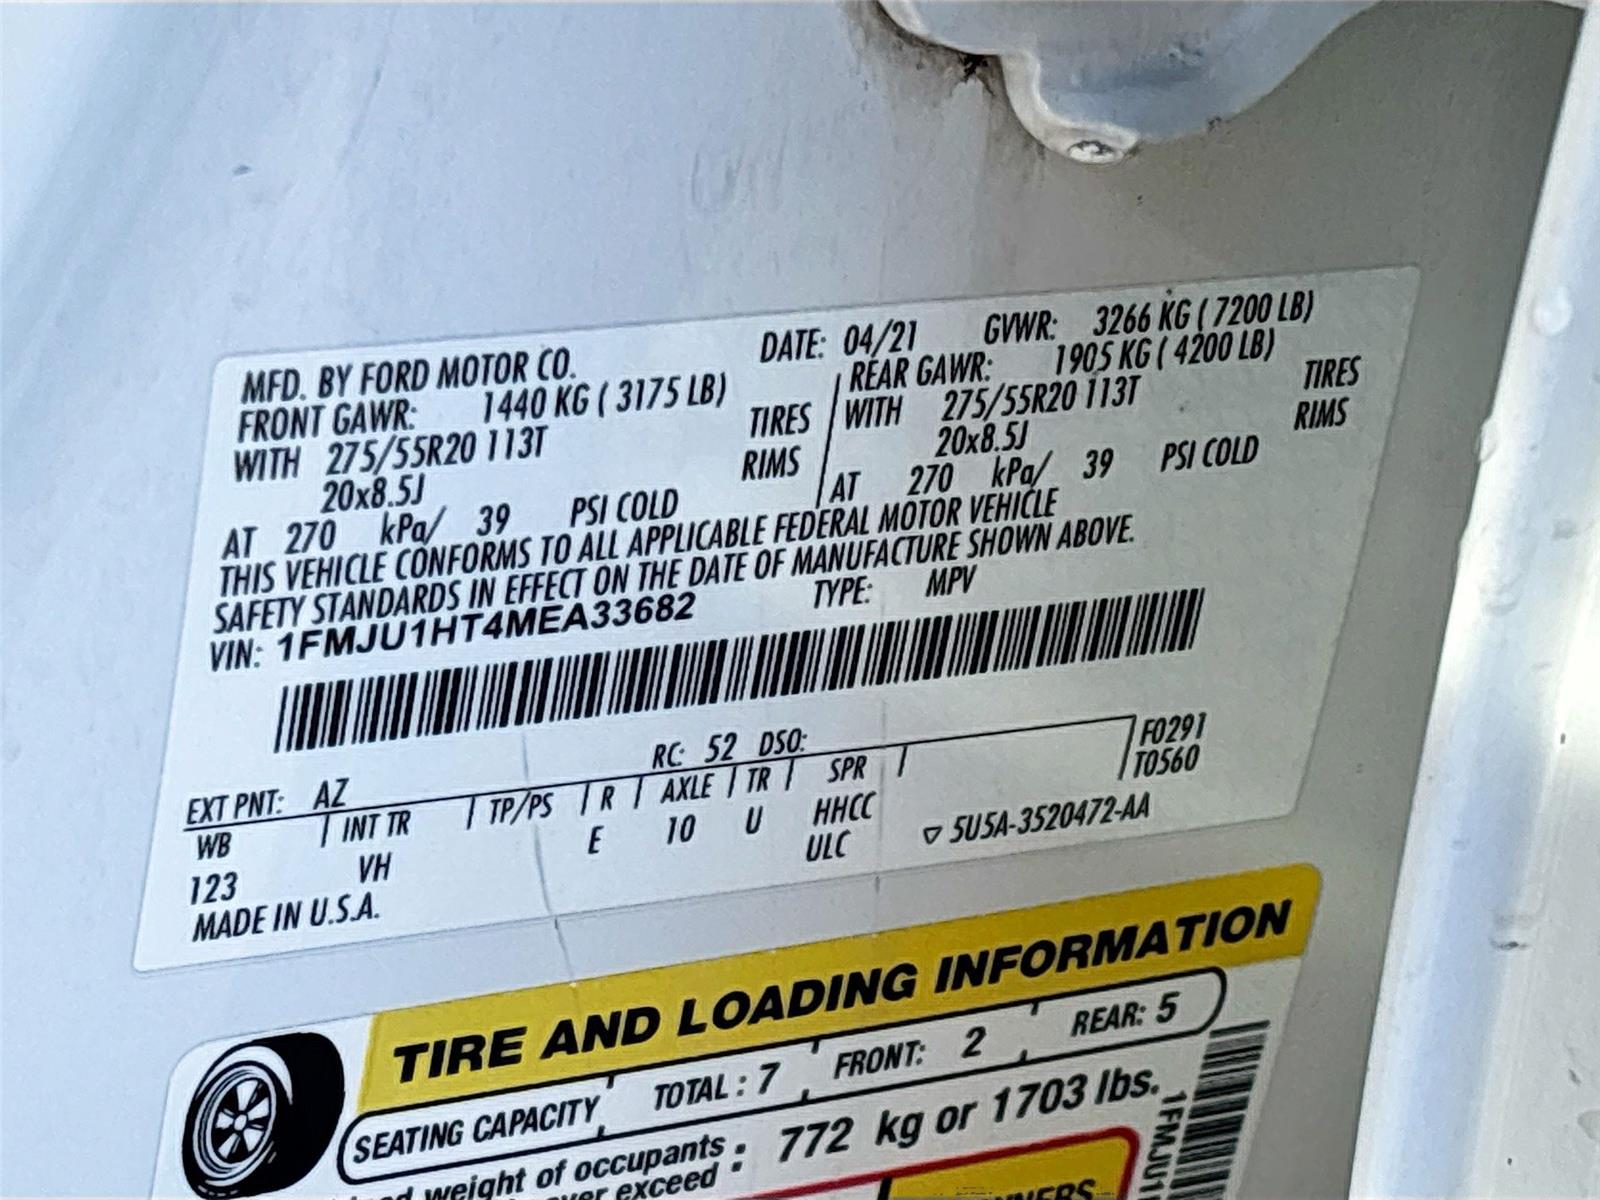 MFD. BY FORD MOTOR CO.
DATE: 04/21 GVWR: 3266 KG ( 7200 LB)
FRONT GAWR: 1440 KG ( 3175 LB)
WITH 275/55R20 113T TIRES
20x8.5J RIMS
AT 270 kPa/ 39 PSI COLD
REAR GAWR: 1905 KG ( 4200 LB)
WITH 275/55R20 113T TIRES
20x8.5J RIMS
AT 270 kPa/ 39 PSI COLD
THIS VEHICLE CONFORMS TO ALL APPLICABLE FEDERAL MOTOR VEHICLE
SAFETY STANDARDS IN EFFECT ON THE DATE OF MANUFACTURE SHOWN ABOVE.
VIN: 1FMJU1HT4MEA33682 TYPE: MPV
EXT PNT: AZ RC: 52 DSO: F0291
WB INT TR TP/PS R AXLE TR SPR T0560
123 VH E 10 U HHCC
ULC ▽ 5U5A-3520472-AA
MADE IN U.S.A.
TIRE AND LOADING INFORMATION
SEATING CAPACITY TOTAL : 7 FRONT: 2 REAR: 5
weight of occupants : 772 kg or 1703 lbs.
exceed
1FMJU1